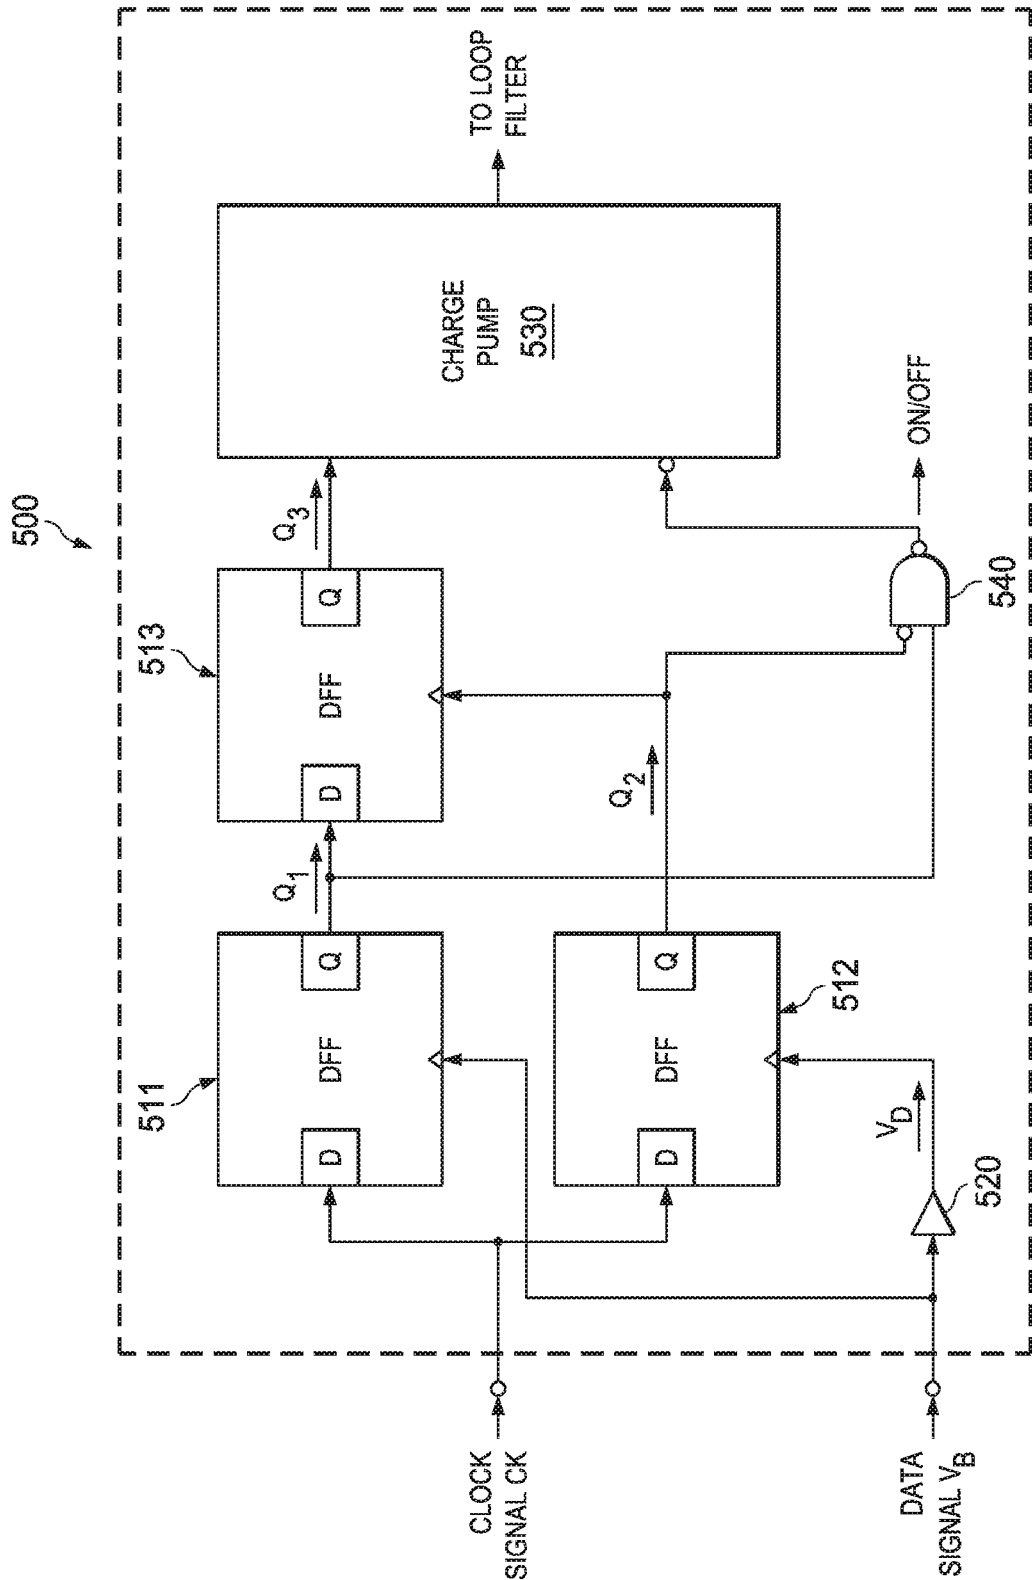 500
511
D
DFF
Q
Q1
513
D
DFF
Q
Q3
CHARGE
PUMP
530
TO LOOP
FILTER
CLOCK
SIGNAL CK
D
DFF
Q
512
Q2
DATA
SIGNAL VB
520
VD
540
ON/OFF